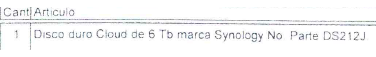 Cant Articulo
1 Disco duro Cloud de 6 Tb marca Synology No Parte DS212J